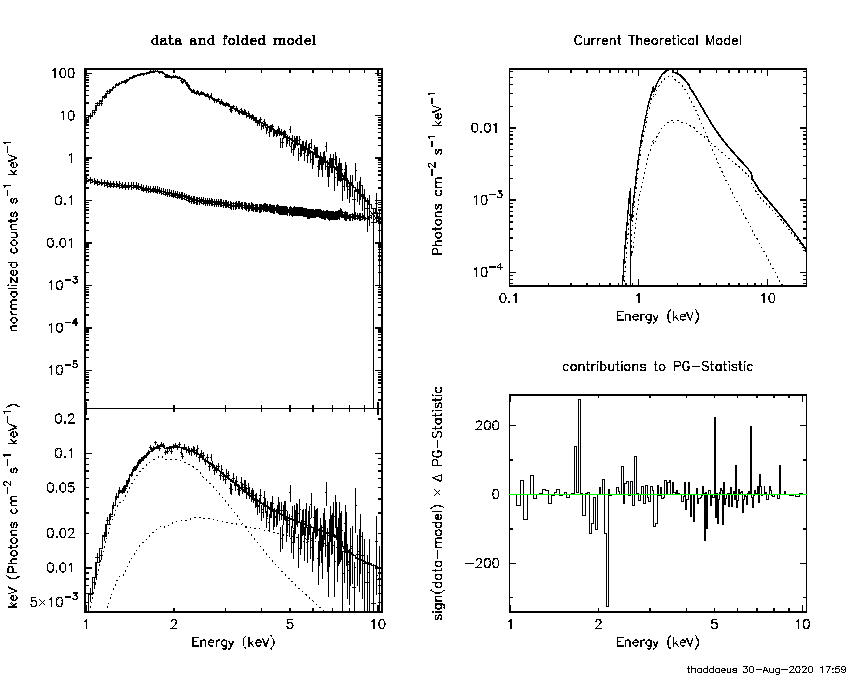 data and folded model
normalized counts s⁻¹ keV⁻¹
100
10
1
0.1
0.01
10⁻³
10⁻⁴
10⁻⁵
keV (Photons cm⁻² s⁻¹ keV⁻¹)
0.2
0.1
0.05
0.02
0.01
5×10⁻³
1 2 5 10
Energy (keV)
Current Theoretical Model
Photons cm⁻² s⁻¹ keV⁻¹
0.01
10⁻³
10⁻⁴
0.1 1 10
Energy (keV)
contributions to PG-Statistic
sign(data-model) × Δ PG-Statistic
200
0
-200
1 2 5 10
Energy (keV)
thaddaeus 30-Aug-2020 17:59